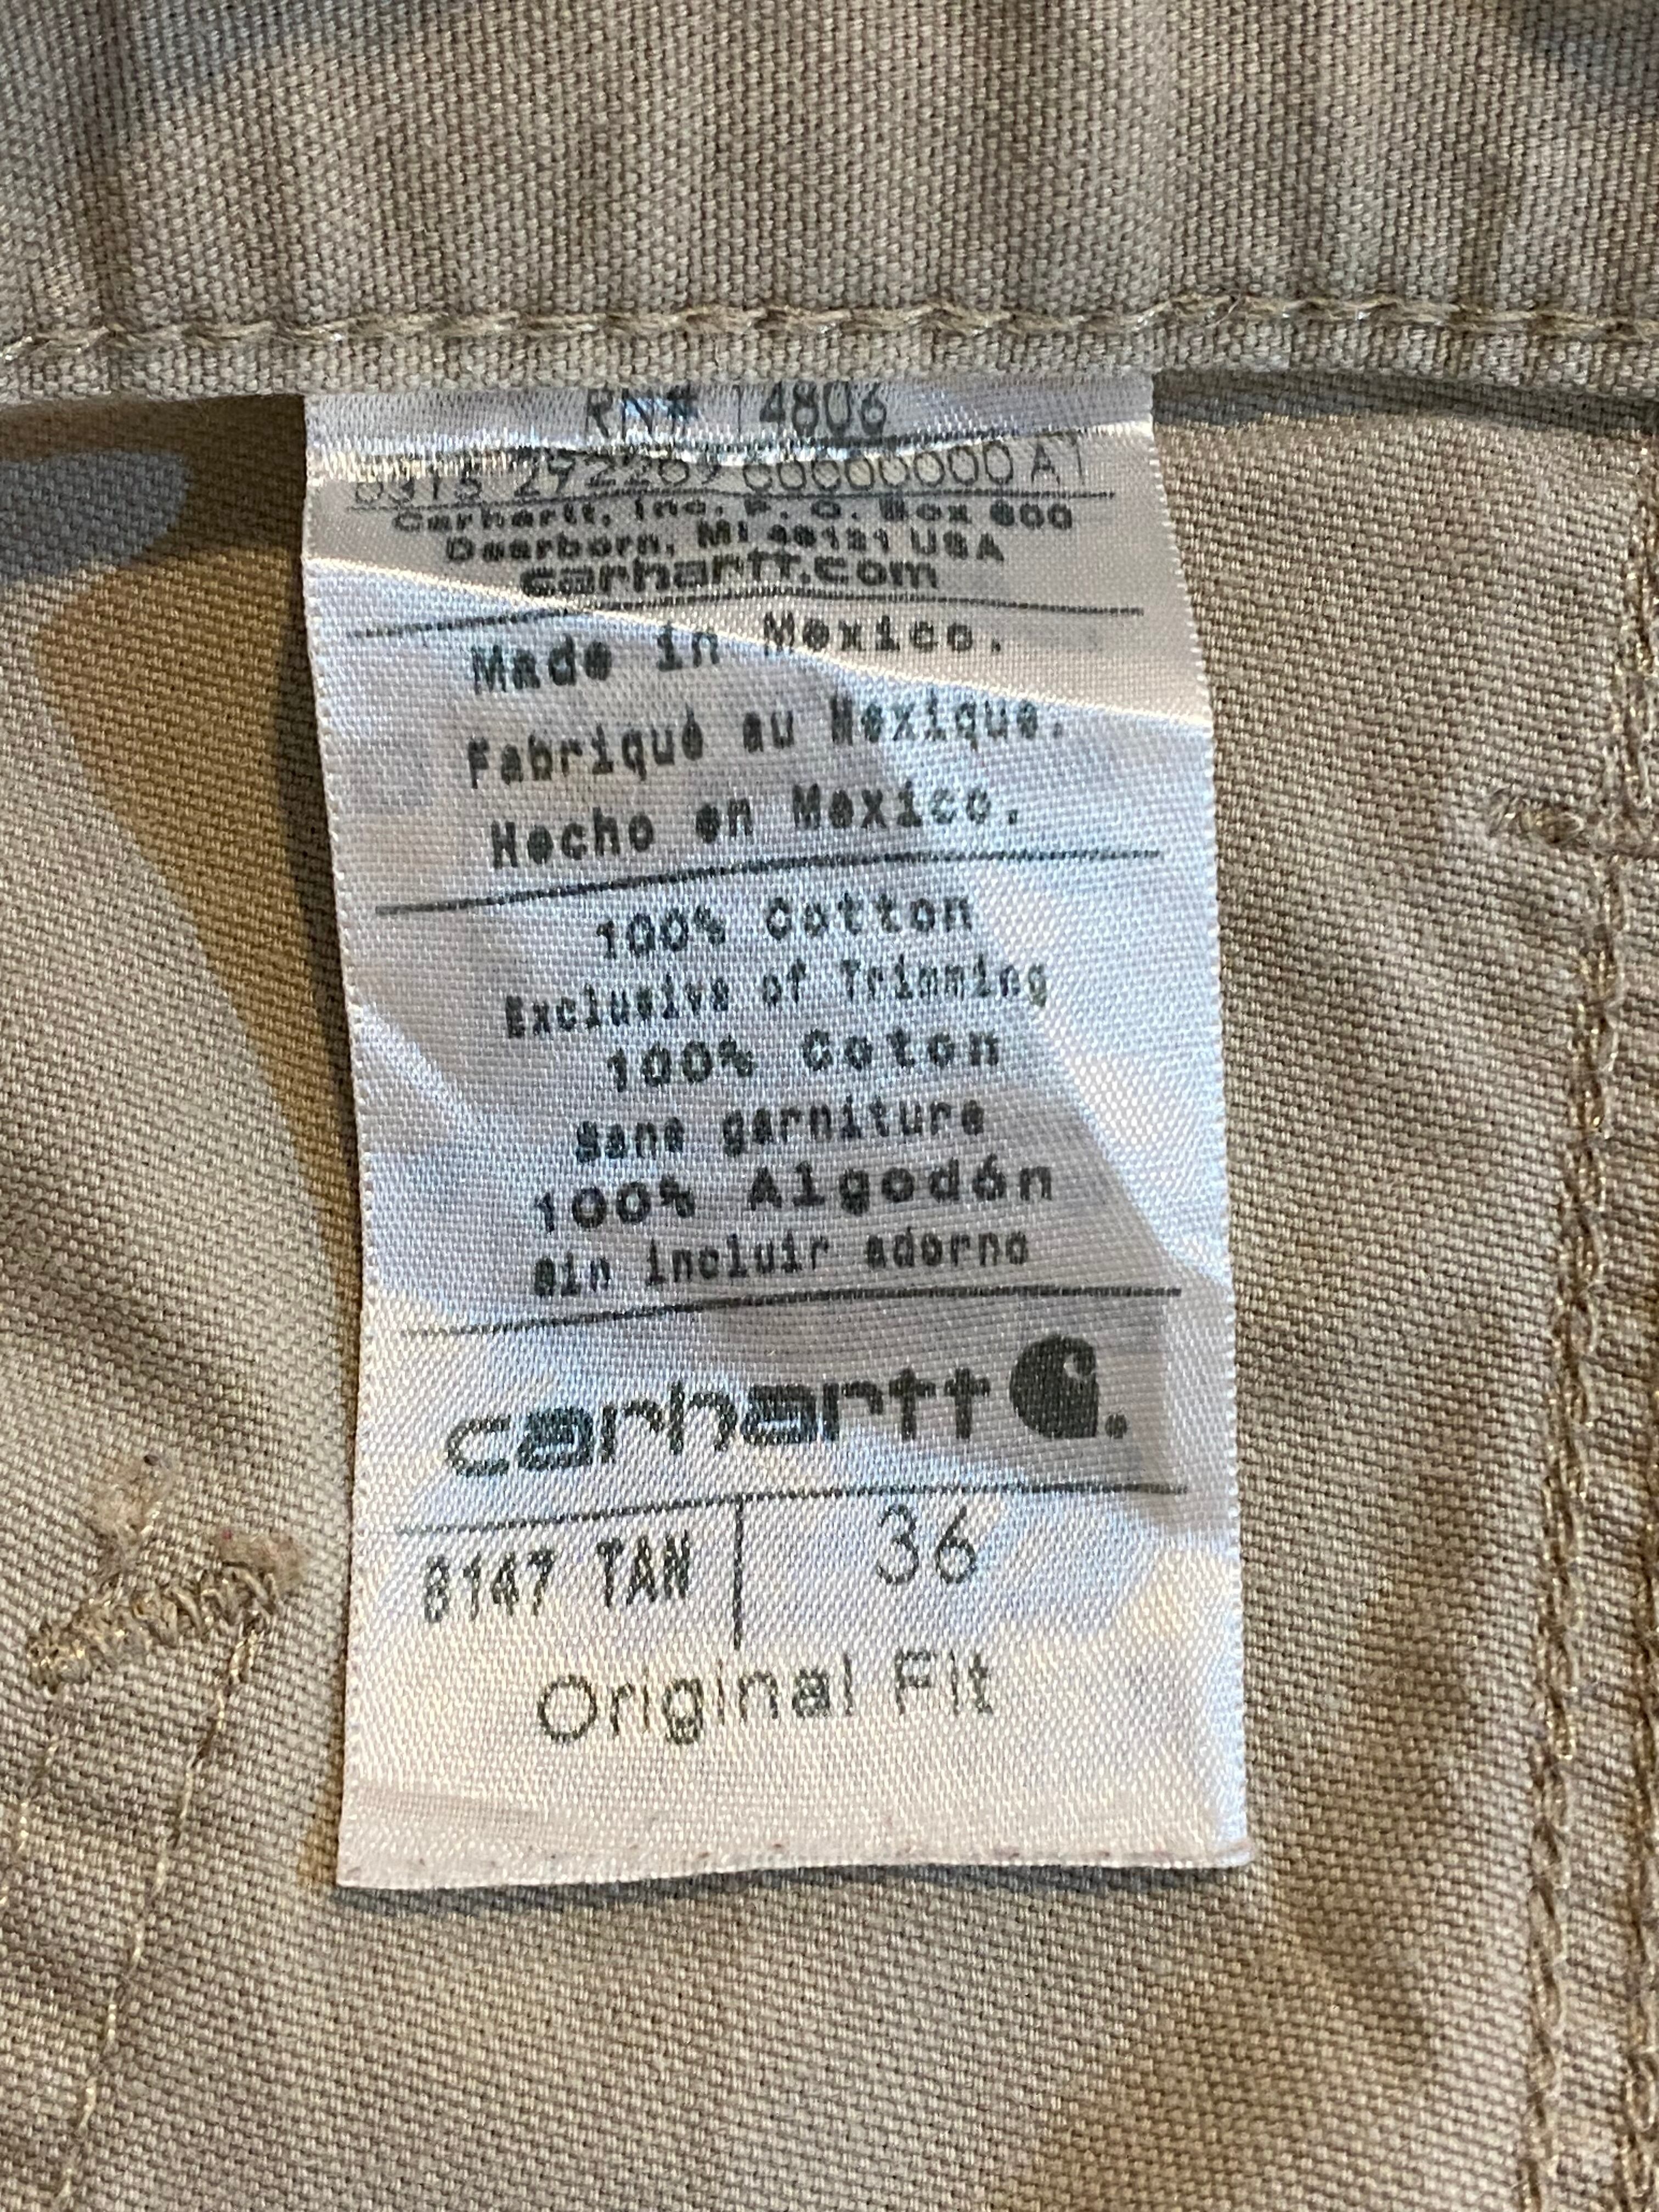 RN# 14806
0315 292269 00000000 A1
Carhartt, Inc. P. O. Box 600
Dearborn, MI 48121 USA
carhartt.com
Made in Mexico.
Fabriqué au Mexique.
Hecho en Mexico.
100% Cotton
Exclusive of Trimming
100% Coton
Sans garniture
100% Algodón
Sin incluir adorno
carhartt
8147 TAN 36
Original Fit